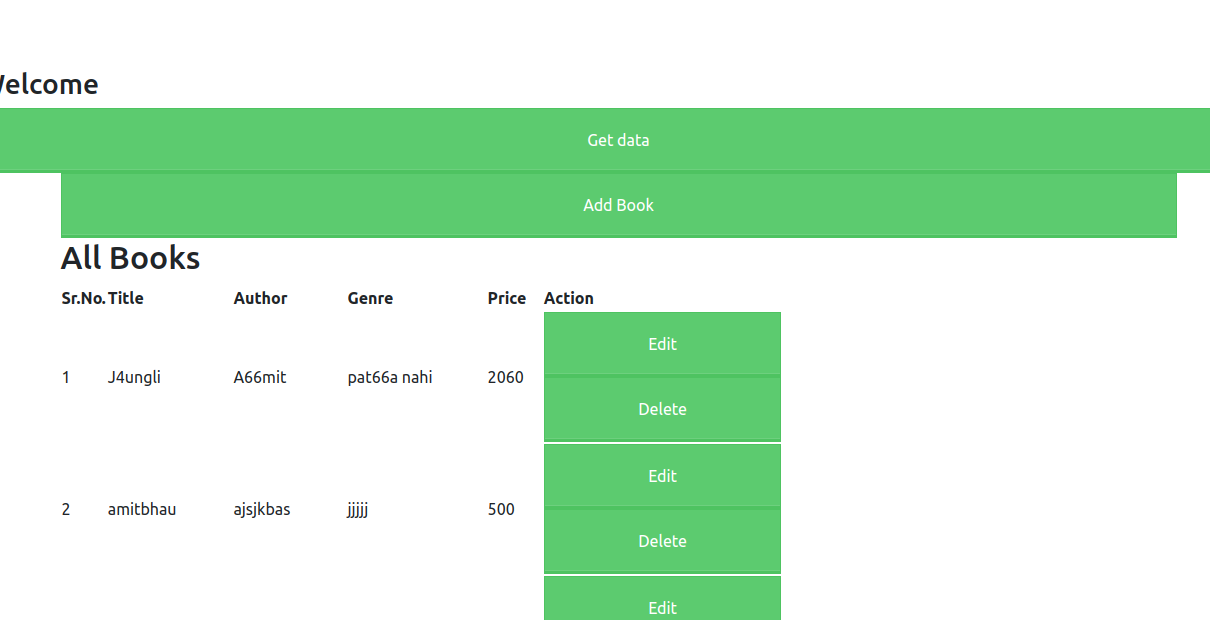 Welcome
Get data
Add Book
All Books
Sr.No. Title Author Genre Price Action
1 J4ungli A66mit pat66a nahi 2060 Edit
Delete
2 amitbhau ajsjkbas jjjjj 500 Edit
Delete
Edit